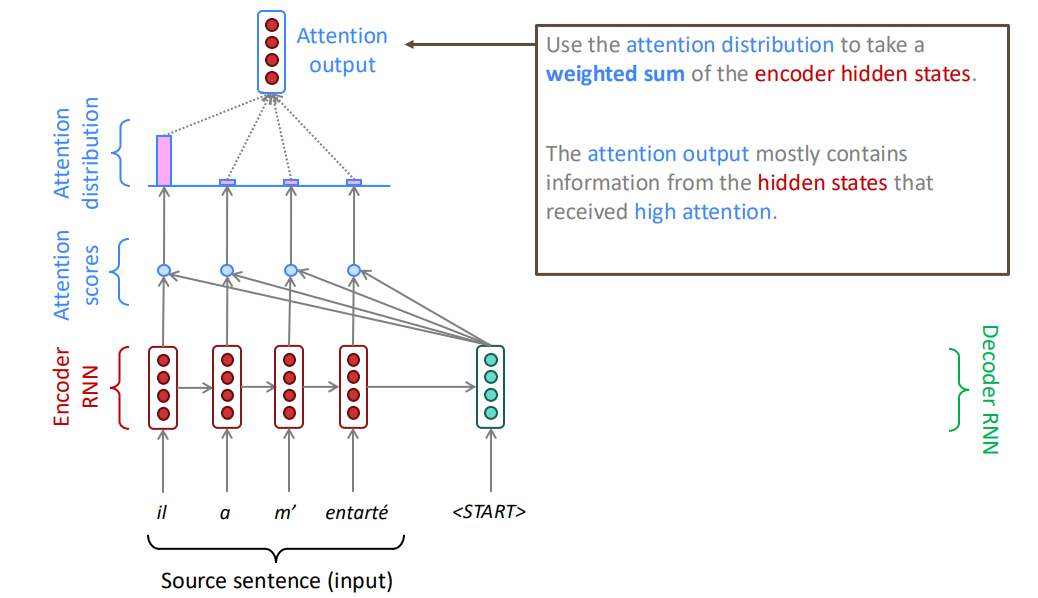 Attention
output
Use the attention distribution to take a
weighted sum of the encoder hidden states.
The attention output mostly contains
information from the hidden states that
received high attention.
Attention
distribution
Attention
scores
Encoder
RNN
Decoder RNN
il a m’ entarté <START>
Source sentence (input)